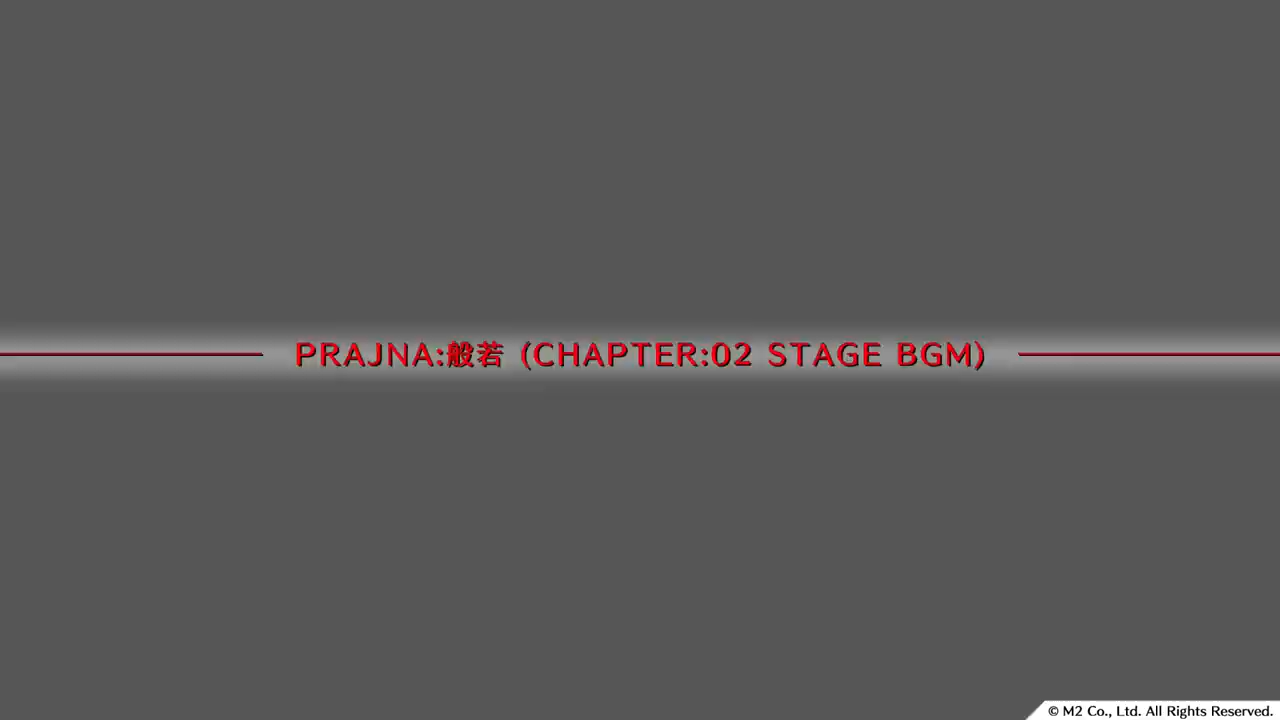 PRAJNA:般若 (CHAPTER:02 STAGE BGM)
© M2 Co., Ltd. All Rights Reserved.